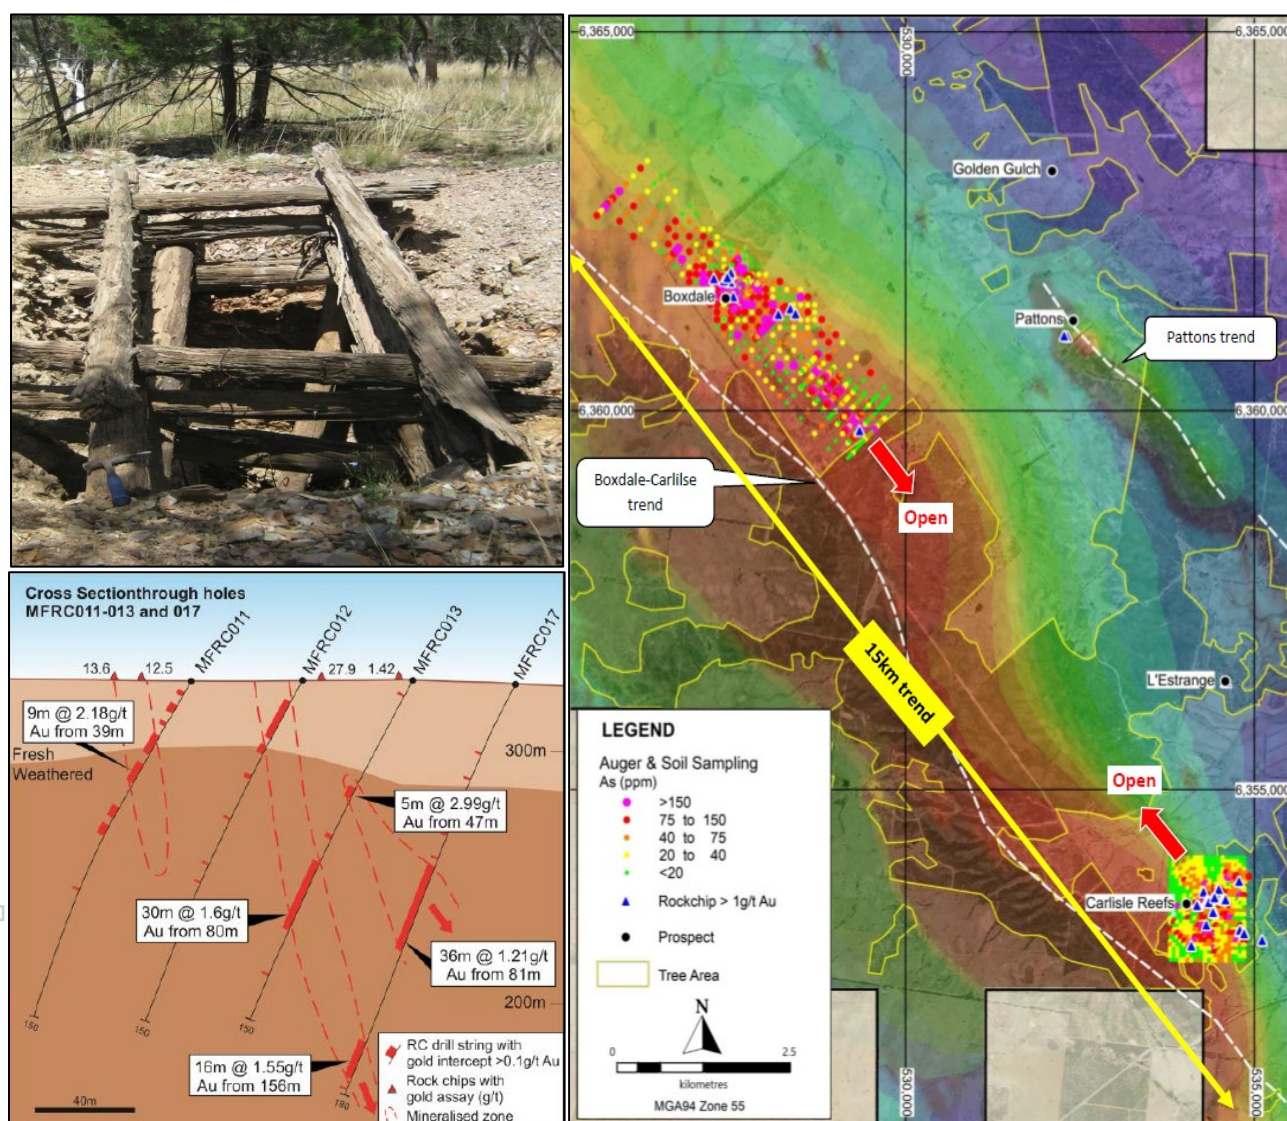 Cross Sectionthrough holes
MFRC011-013 and 017
MFRC011
MFRC012
MFRC013
MFRC017
13.6
12.5
27.9
1.42
9m @ 2.18g/t
Au from 39m
Fresh
Weathered
300m
5m @ 2.99g/t
Au from 47m
30m @ 1.6g/t
Au from 80m
36m @ 1.21g/t
Au from 81m
200m
150
150
150
180
16m @ 1.55g/t
Au from 156m
40m
RC drill string with
gold intercept >0.1g/t Au
Rock chips with
gold assay (g/t)
Mineralised zone
6,365,000
530,000
6,365,000
Golden Gulch
Boxdale
Pattons
Pattons trend
6,360,000
6,360,000
Boxdale-Carlilse
trend
Open
15km trend
L'Estrange
Open
6,355,000
Carlisle Reefs
LEGEND
Auger & Soil Sampling
As (ppm)
>150
75 to 150
40 to 75
20 to 40
<20
Rockchip > 1g/t Au
Prospect
Tree Area
N
0
2.5
kilometres
MGA94 Zone 55
530,000
535,000